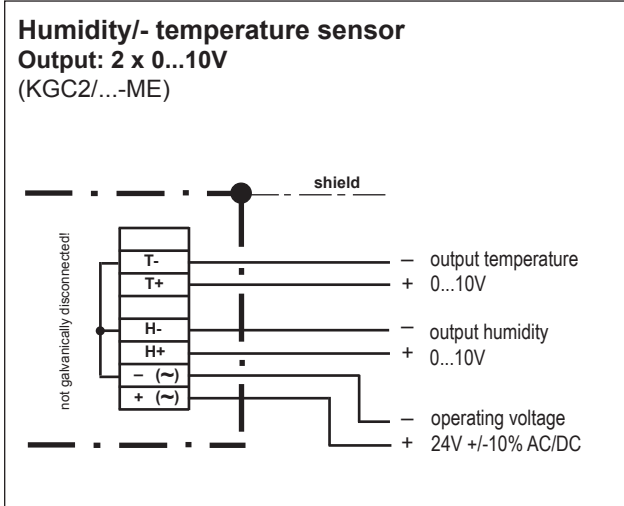 Humidity/- temperature sensor
Output: 2 x 0...10V
(KGC2/...-ME)
shield
not galvanically disconnected!
T-
T+
H-
H+
– (~)
+ (~)
– output temperature
+ 0...10V
– output humidity
+ 0...10V
– operating voltage
+ 24V +/-10% AC/DC